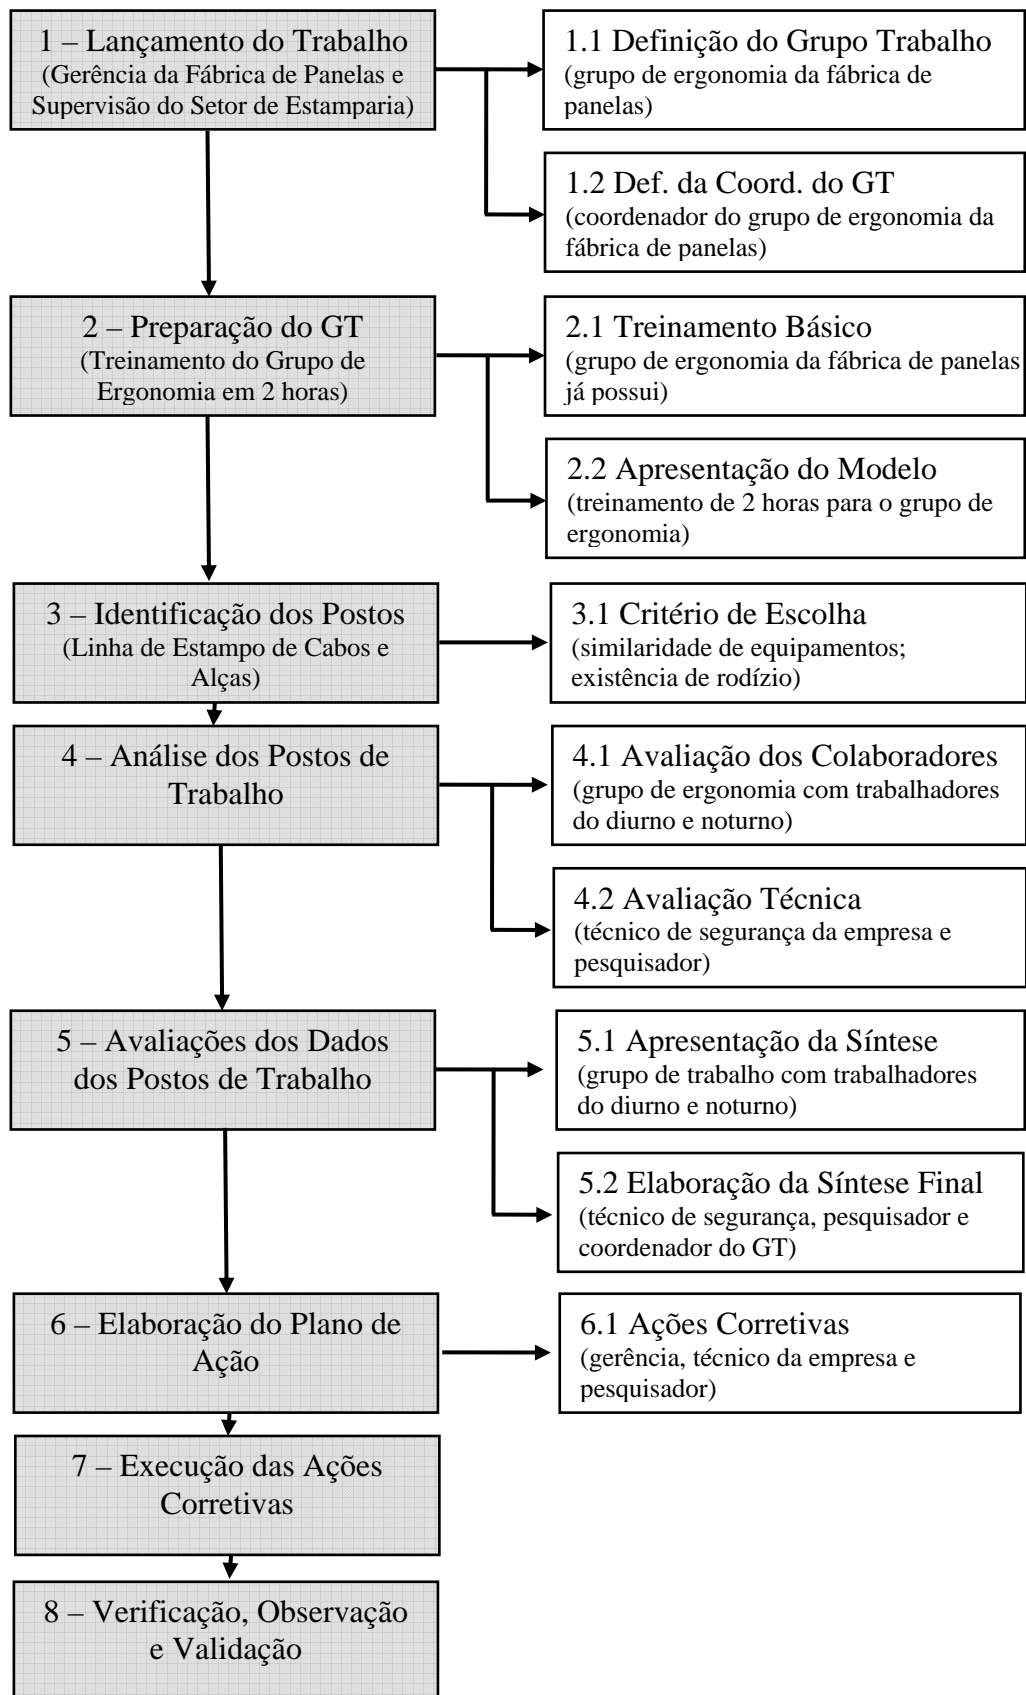 1 – Lançamento do Trabalho
(Gerência da Fábrica de Panelas e
Supervisão do Setor de Estamparia)
1.1 Definição do Grupo Trabalho
(grupo de ergonomia da fábrica de
panelas)
1.2 Def. da Coord. do GT
(coordenador do grupo de ergonomia da
fábrica de panelas)
2 – Preparação do GT
(Treinamento do Grupo de
Ergonomia em 2 horas)
2.1 Treinamento Básico
(grupo de ergonomia da fábrica de panelas
já possui)
2.2 Apresentação do Modelo
(treinamento de 2 horas para o grupo de
ergonomia)
3 – Identificação dos Postos
(Linha de Estampo de Cabos e
Alças)
3.1 Critério de Escolha
(similaridade de equipamentos;
existência de rodízio)
4 – Análise dos Postos de
Trabalho
4.1 Avaliação dos Colaboradores
(grupo de ergonomia com trabalhadores
do diurno e noturno)
4.2 Avaliação Técnica
(técnico de segurança da empresa e
pesquisador)
5 – Avaliações dos Dados
dos Postos de Trabalho
5.1 Apresentação da Síntese
(grupo de trabalho com trabalhadores
do diurno e noturno)
5.2 Elaboração da Síntese Final
(técnico de segurança, pesquisador e
coordenador do GT)
6 – Elaboração do Plano de
Ação
6.1 Ações Corretivas
(gerência, técnico da empresa e
pesquisador)
7 – Execução das Ações
Corretivas
8 – Verificação, Observação
e Validação